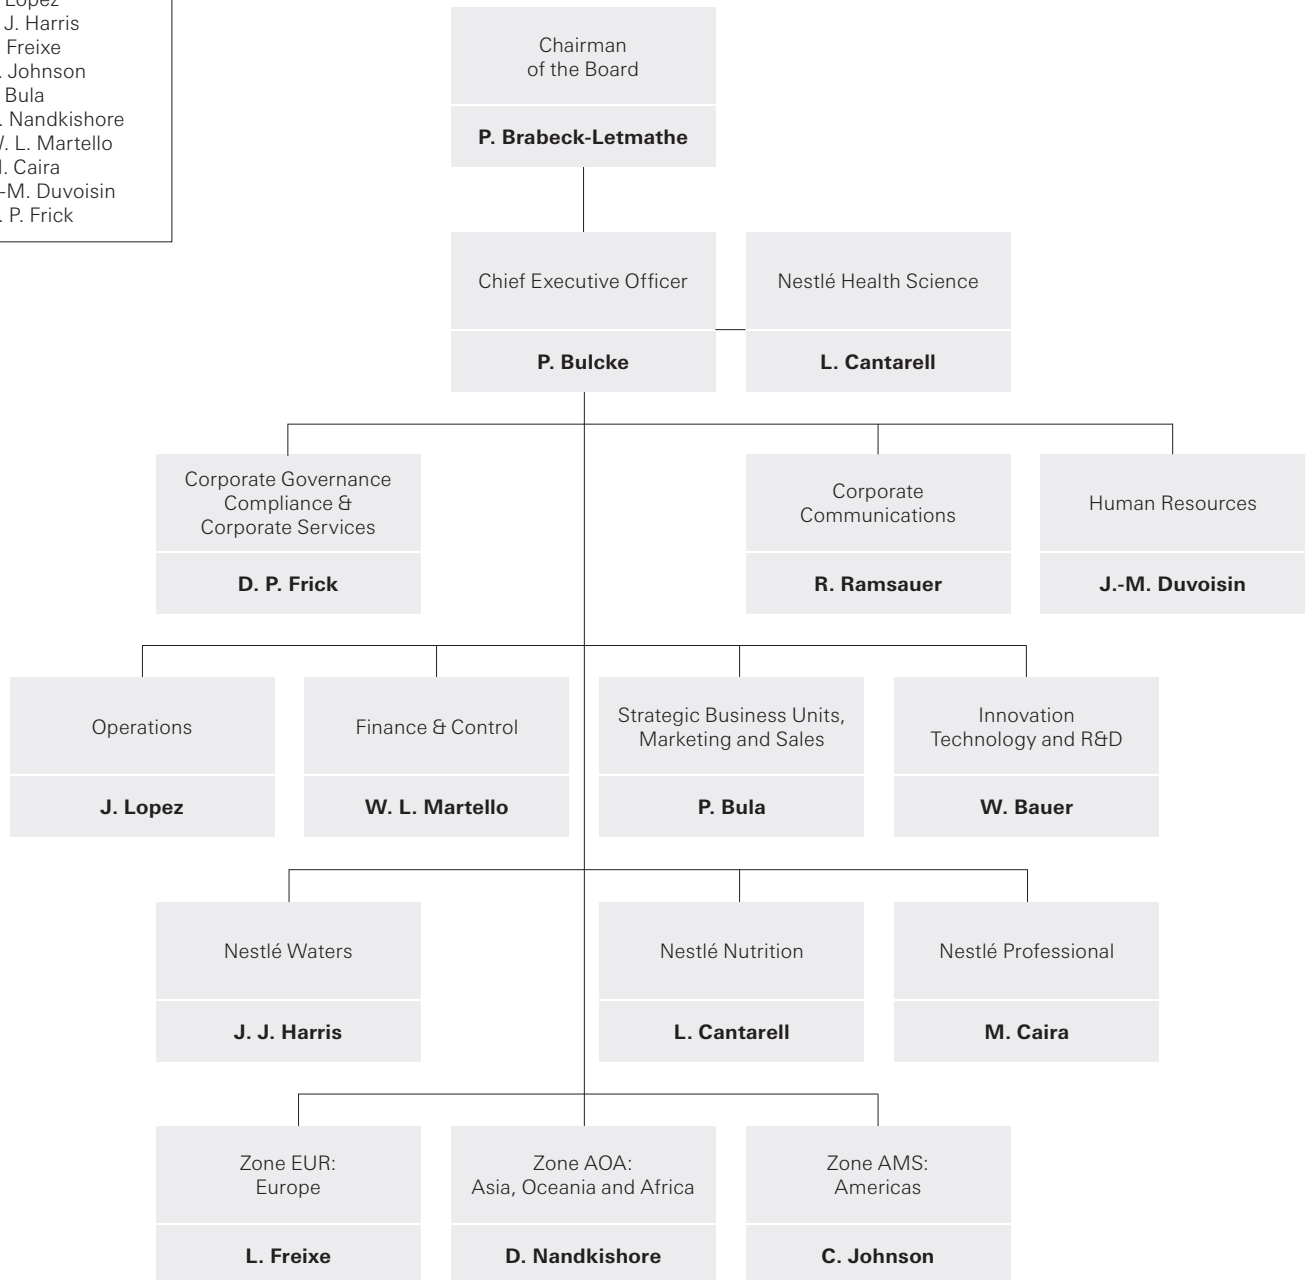 Lopez
J. Harris
Freixe
Johnson
Bula
Nandkishore
L. Martello
Caira
-M. Duvoisin
P. Frick
Chairman
of the Board
P. Brabeck-Letmathe
Chief Executive Officer
P. Bulcke
Nestlé Health Science
L. Cantarell
Corporate Governance
Compliance &
Corporate Services
D. P. Frick
Corporate
Communications
R. Ramsauer
Human Resources
J.-M. Duvoisin
Operations
J. Lopez
Finance & Control
W. L. Martello
Strategic Business Units,
Marketing and Sales
P. Bula
Innovation
Technology and R&D
W. Bauer
Nestlé Waters
J. J. Harris
Nestlé Nutrition
L. Cantarell
Nestlé Professional
M. Caira
Zone EUR:
Europe
L. Freixe
Zone AOA:
Asia, Oceania and Africa
D. Nandkishore
Zone AMS:
Americas
C. Johnson